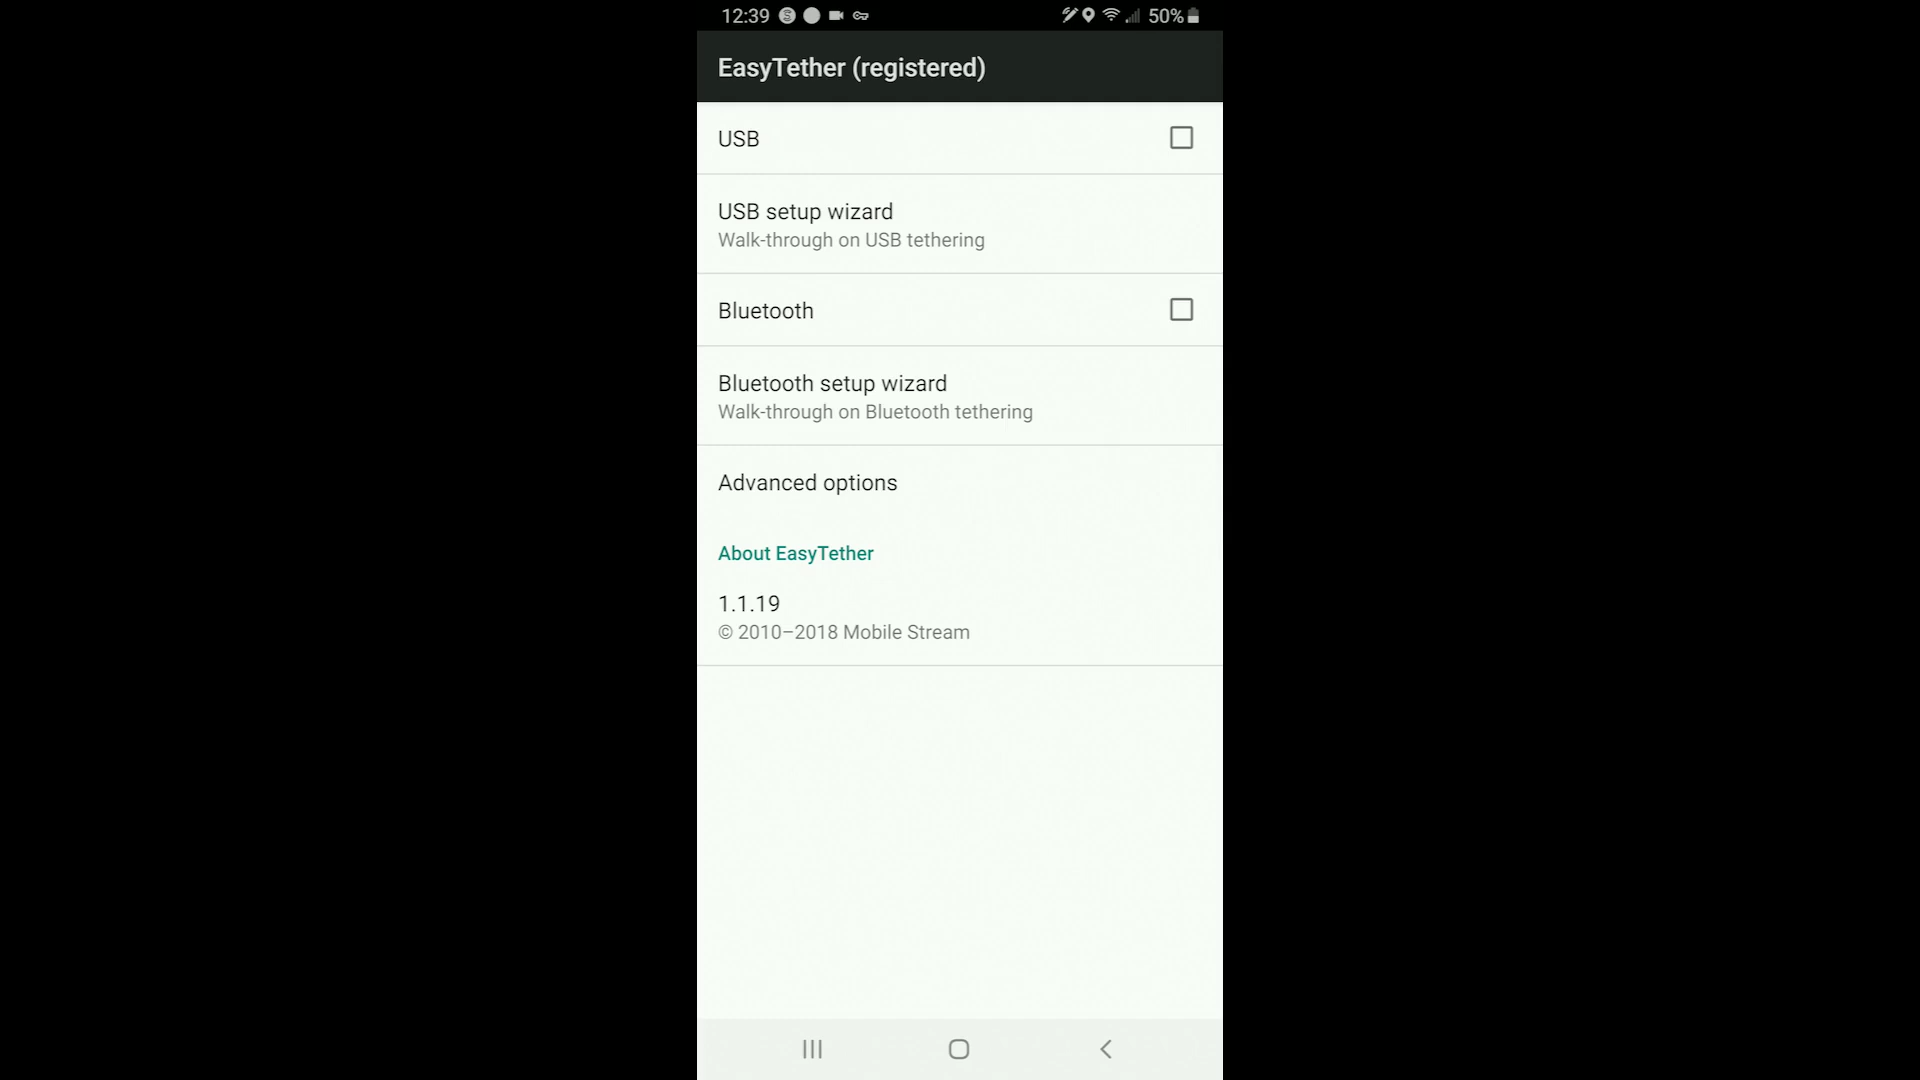 12:39 50%
EasyTether (registered)
USB
USB setup wizard
Walk-through on USB tethering
Bluetooth
Bluetooth setup wizard
Walk-through on Bluetooth tethering
Advanced options
About EasyTether
1.1.19
© 2010–2018 Mobile Stream